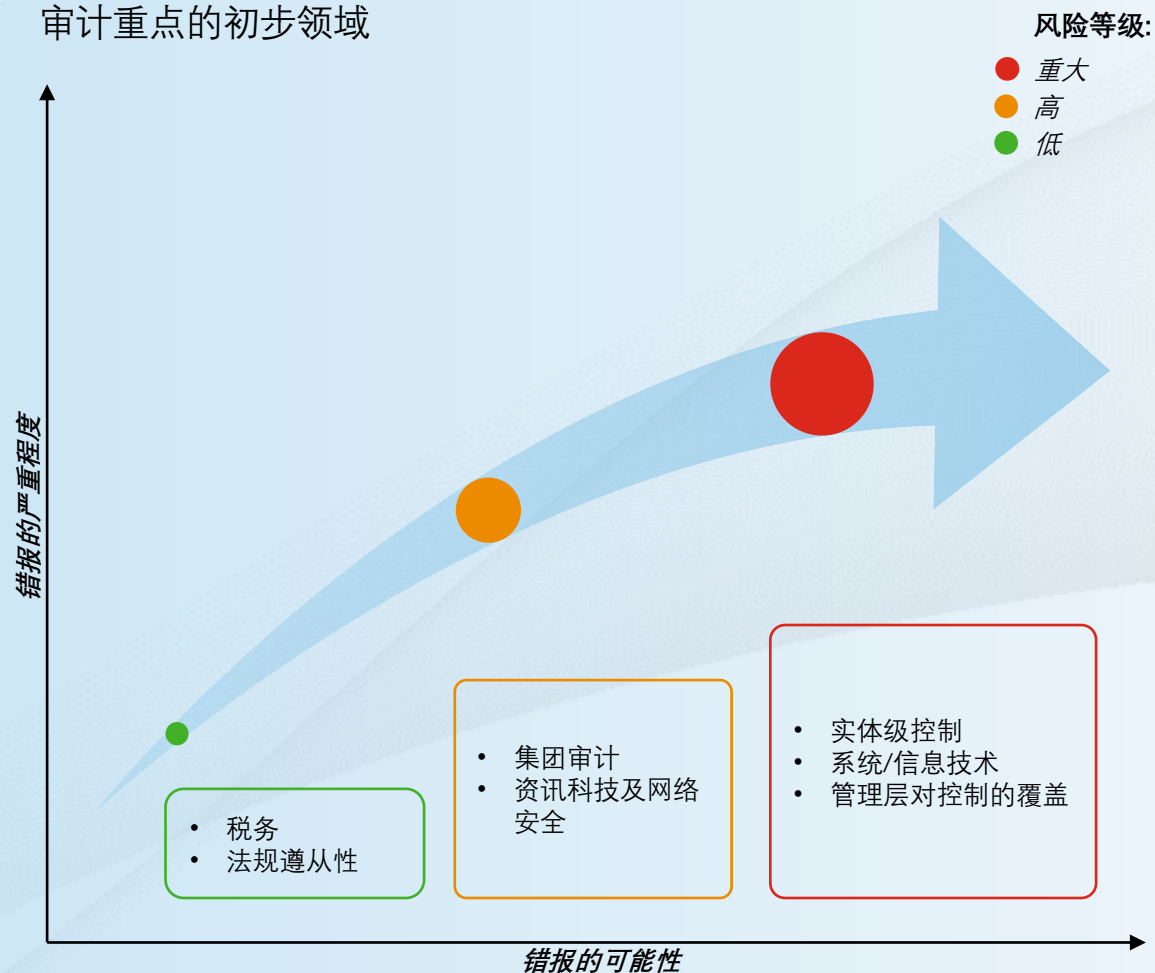 审计重点的初步领域
风险等级:
重大
高
低
错报的严重程度
• 税务
• 法规遵从性
• 集团审计
• 资讯科技及网络
安全
• 实体级控制
• 系统/信息技术
• 管理层对控制的覆盖
错报的可能性